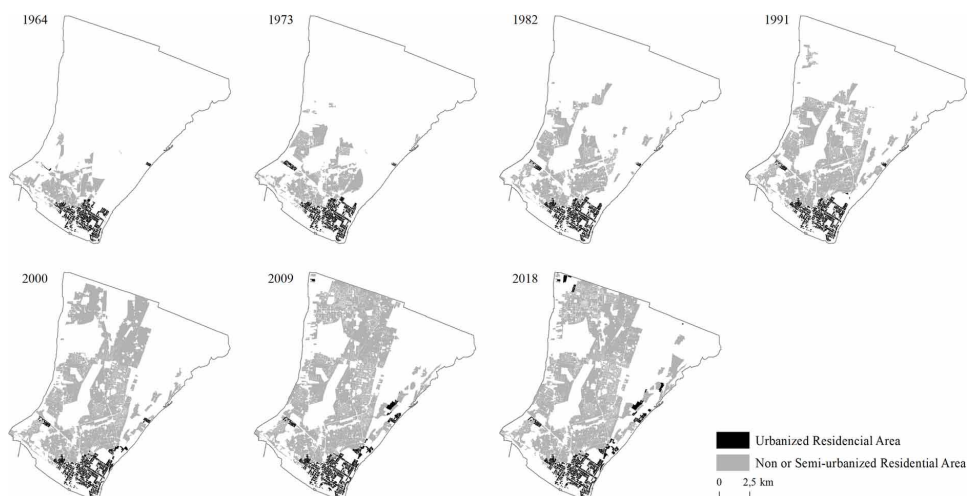 1964
1973
1982
1991
2000
2009
2018
Urbanized Residencial Area
Non or Semi-urbanized Residential Area
0 2,5 km